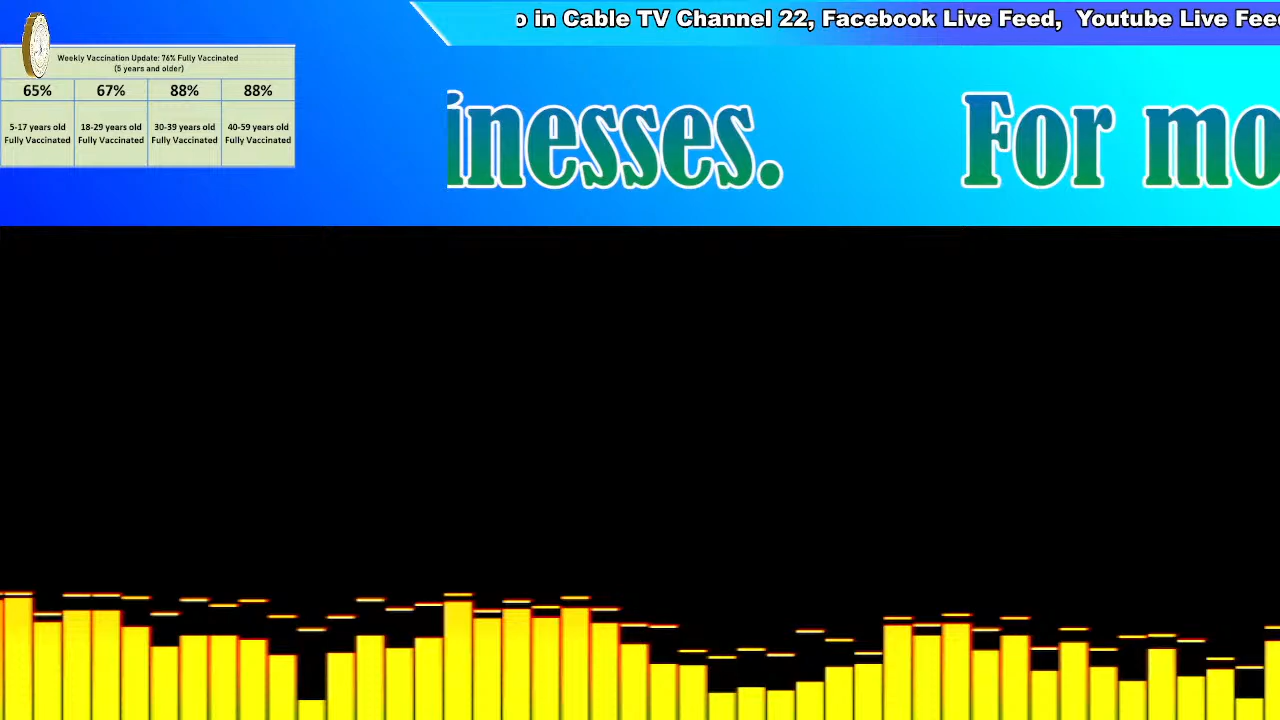 in Cable TV Channel 22, Facebook Live Feed, Youtube Live Fee
Weekly Vaccination Update: 76% Fully Vaccinated
(5 years and older)
65% 67% 88% 88%
5-17 years old 18-29 years old 30-39 years old 40-59 years old
Fully Vaccinated Fully Vaccinated Fully Vaccinated Fully Vaccinated
inesses. For mo